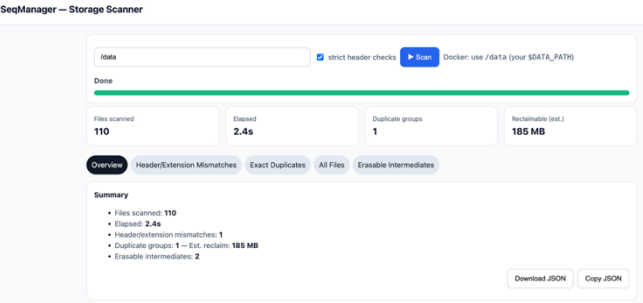 SeqManager — Storage Scanner
/data
strict header checks
▶ Scan
Docker: use /data (your $DATA_PATH)
Done
Files scanned
110
Elapsed
2.4s
Duplicate groups
1
Reclaimable (est.)
185 MB
Overview
Header/Extension Mismatches
Exact Duplicates
All Files
Erasable Intermediates
Summary
• Files scanned: 110
• Elapsed: 2.4s
• Header/extension mismatches: 1
• Duplicate groups: 1 — Est. reclaim: 185 MB
• Erasable intermediates: 2
Download JSON
Copy JSON